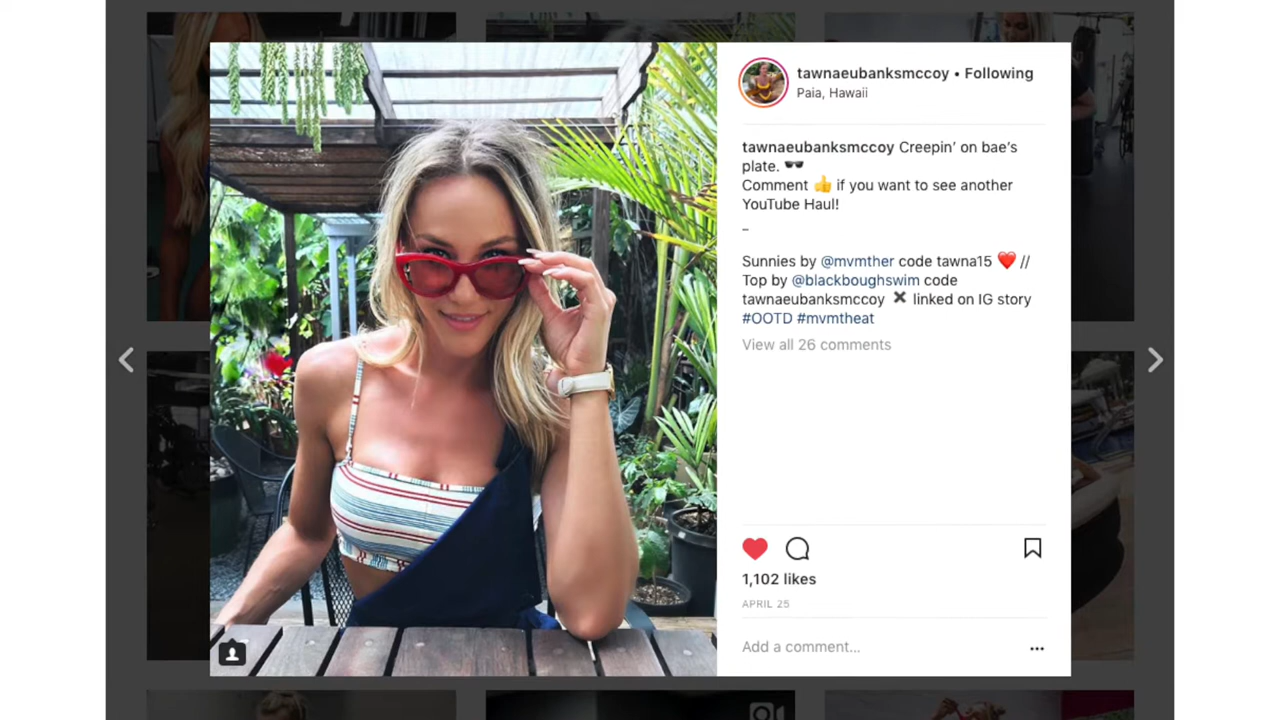 tawnaeubanksmccoy • Following
Paia, Hawaii
tawnaeubanksmccoy Creepin’ on bae’s
plate. 🕶️
Comment 👍 if you want to see another
YouTube Haul!
–
Sunnies by @mvmther code tawna15 ❤️ //
Top by @blackboughswim code
tawnaeubanksmccoy ✖️ linked on IG story
#OOTD #mvmtheat
View all 26 comments
1,102 likes
APRIL 25
Add a comment...